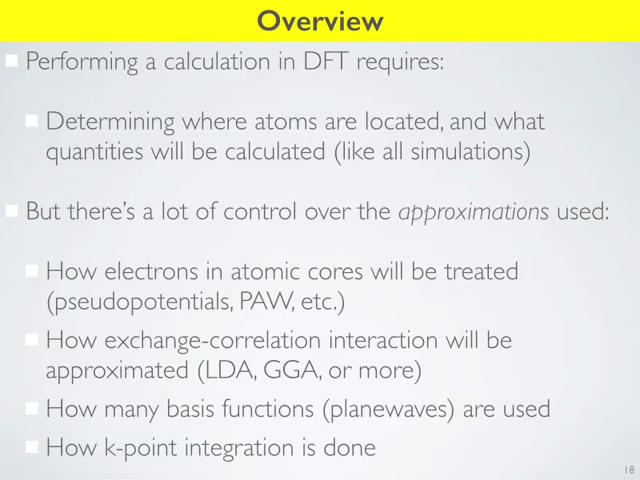 Overview
Performing a calculation in DFT requires:
Determining where atoms are located, and what
quantities will be calculated (like all simulations)
But there's a lot of control over the approximations used:
How electrons in atomic cores will be treated
(pseudopotentials, PAW, etc.)
How exchange-correlation interaction will be
approximated (LDA, GGA, or more)
How many basis functions (planewaves) are used
How k-point integration is done
18